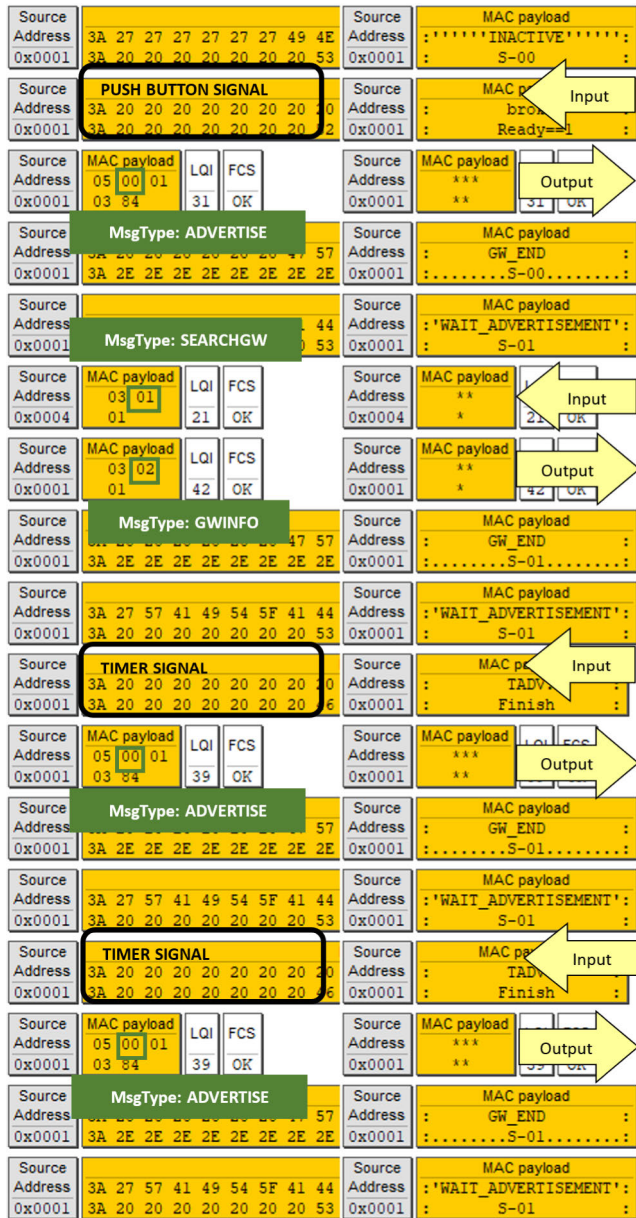 Source Source MAC payload
Address 3A 27 27 27 27 27 27 49 4E Address :''''''INACTIVE'''''':
0x0001 3A 20 20 20 20 20 20 20 53 0x0001 : S-00 :
Source PUSH BUTTON SIGNAL Source Input
Address 3A 20 20 20 20 20 20 20 Address : :
0x0001 3A 20 20 20 20 20 20 20 0x0001 : Ready==1 :
Source MAC payload LQI FCS Source MAC payload Output
Address 05 00 01 Address ***
0x0001 03 84 31 OK 0x0001 ** 31
MsgType: ADVERTISE
Source Source MAC payload
Address 57 Address : GW_END :
0x0001 3A 2E 2E 2E 2E 2E 2E 2E 2E 0x0001 :........S-00........:
Source Source MAC payload
Address MsgType: SEARCHGW 44 Address :'WAIT_ADVERTISEMENT':
0x0001 53 0x0001 : S-01 :
Source MAC payload LQI FCS Source MAC payload Input
Address 03 01 Address **
0x0004 01 21 OK 0x0004 * 21 OK
Source MAC payload LQI FCS Source MAC payload Output
Address 03 02 Address **
0x0001 01 42 OK 0x0001 * 42 OK
MsgType: GWINFO
Source Source MAC payload
Address 47 57 Address : GW_END :
0x0001 3A 2E 2E 2E 2E 2E 2E 2E 2E 0x0001 :........S-01........:
Source Source MAC payload
Address 3A 27 57 41 49 54 5F 41 44 Address :'WAIT_ADVERTISEMENT':
0x0001 3A 20 20 20 20 20 20 20 53 0x0001 : S-01 :
Source TIMER SIGNAL Source Input
Address 3A 20 20 20 20 20 20 20 Address : TADV :
0x0001 3A 20 20 20 20 20 20 20 0x0001 : Finish :
Source MAC payload LQI FCS Source MAC payload Output
Address 05 00 01 Address ***
0x0001 03 84 39 OK 0x0001 **
MsgType: ADVERTISE
Source Source MAC payload
Address 57 Address : GW_END :
0x0001 3A 2E 2E 2E 2E 2E 2E 2E 2E 0x0001 :........S-01........:
Source Source MAC payload
Address 3A 27 57 41 49 54 5F 41 44 Address :'WAIT_ADVERTISEMENT':
0x0001 3A 20 20 20 20 20 20 20 53 0x0001 : S-01 :
Source TIMER SIGNAL Source Input
Address 3A 20 20 20 20 20 20 20 Address : :
0x0001 3A 20 20 20 20 20 20 20 0x0001 : Finish :
Source MAC payload LQI FCS Source MAC payload Output
Address 05 00 01 Address ***
0x0001 03 84 39 OK 0x0001 **
MsgType: ADVERTISE
Source Source MAC payload
Address 57 Address : GW_END :
0x0001 3A 2E 2E 2E 2E 2E 2E 2E 2E 0x0001 :........S-01........:
Source Source MAC payload
Address 3A 27 57 41 49 54 5F 41 44 Address :'WAIT_ADVERTISEMENT':
0x0001 3A 20 20 20 20 20 20 20 53 0x0001 : S-01 :